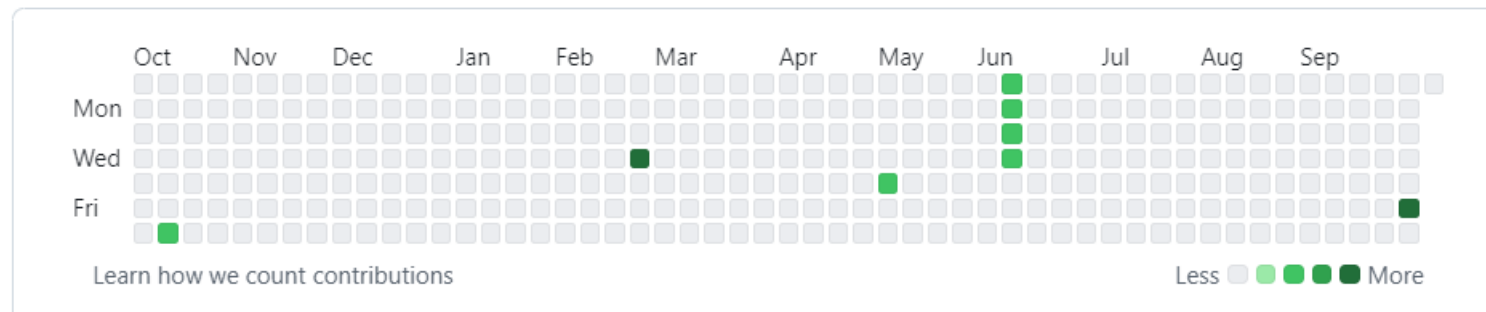 Oct Nov Dec Jan Feb Mar Apr May Jun Jul Aug Sep
Mon
Wed
Fri
Learn how we count contributions
Less More